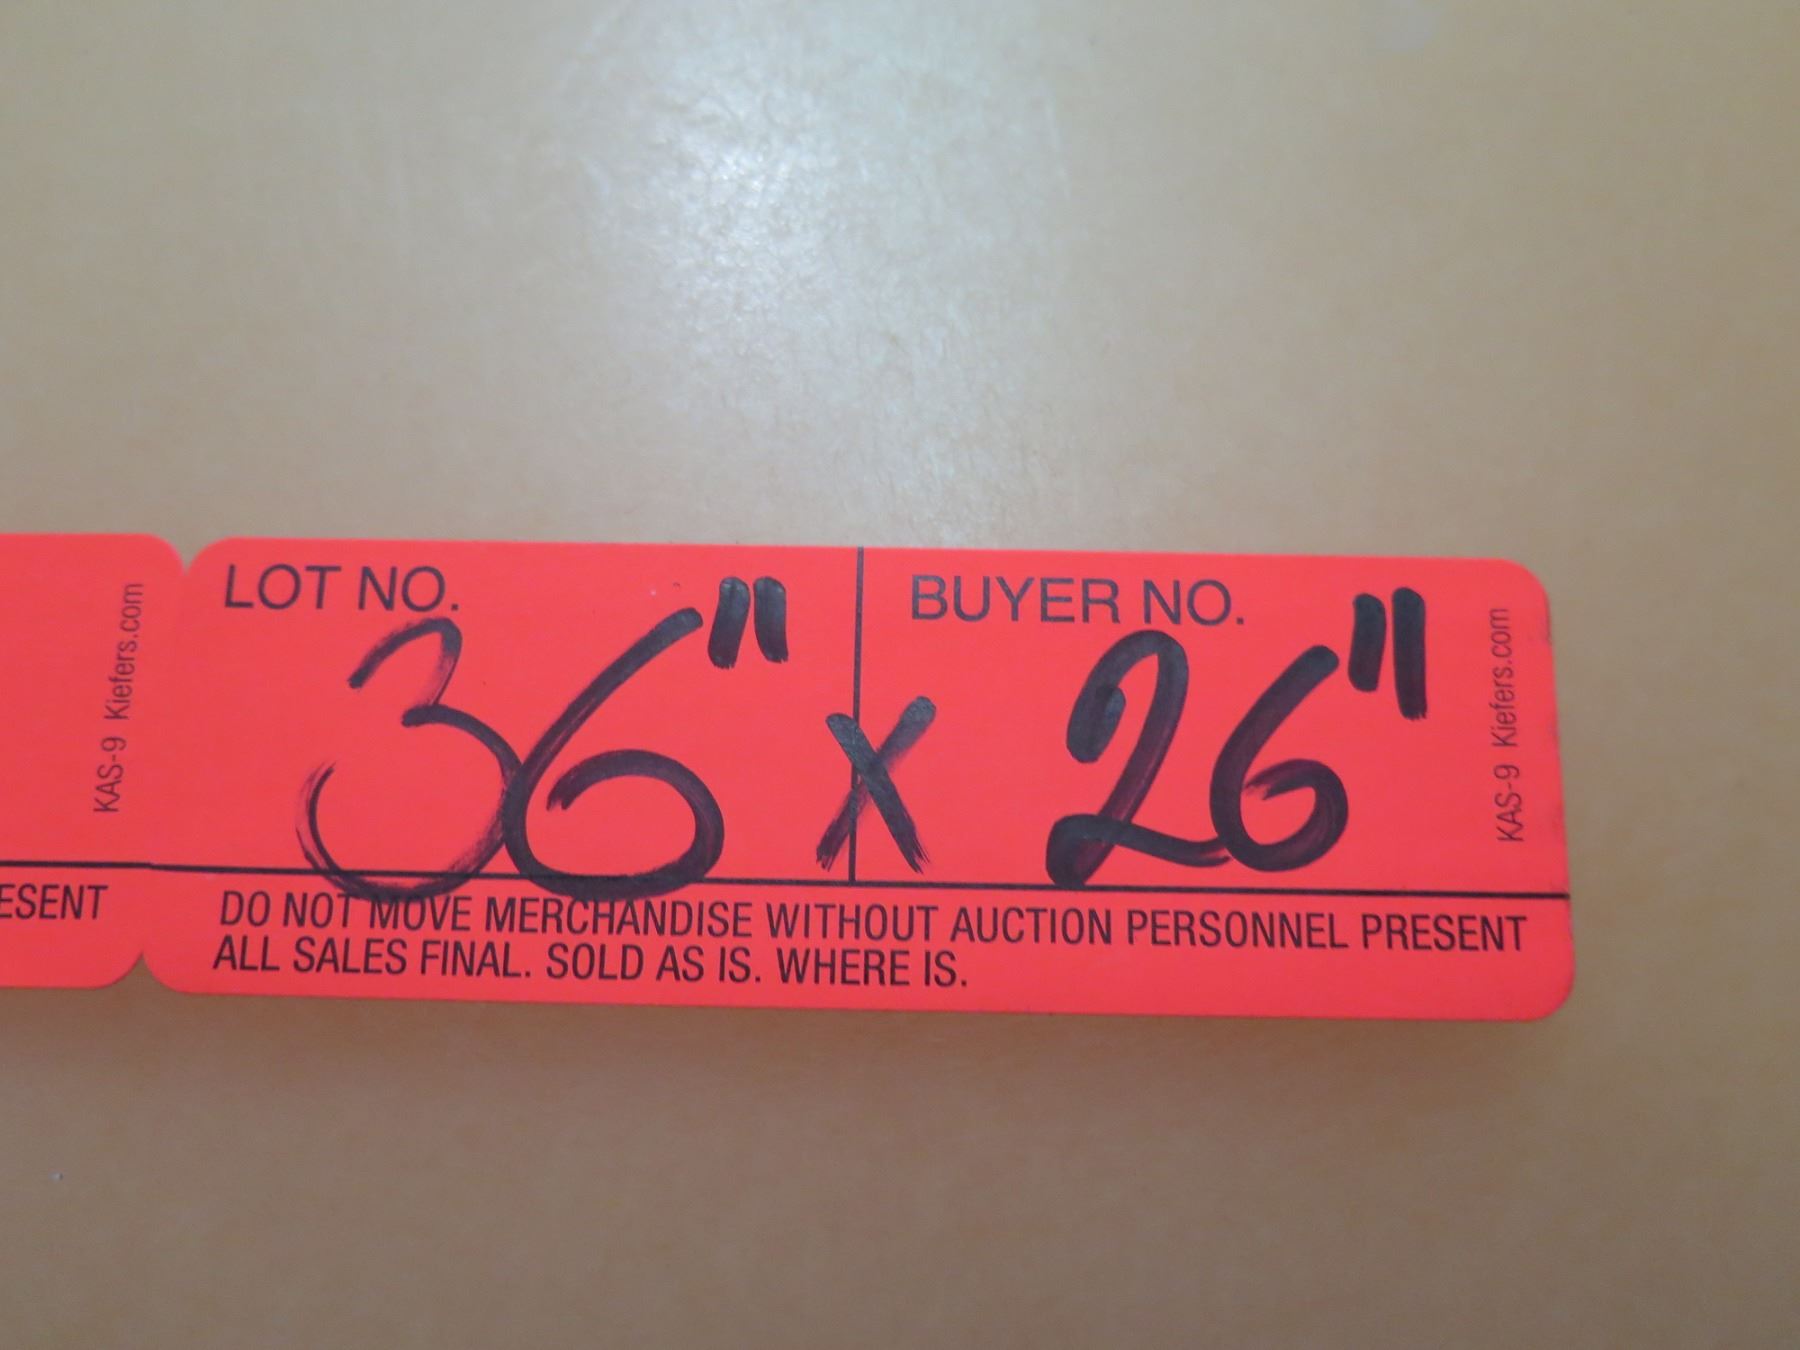 KAS-9 Kiefers.com
ESENT
LOT NO.
BUYER NO.
36" x 26"
KAS-9 Kiefers.com
DO NOT MOVE MERCHANDISE WITHOUT AUCTION PERSONNEL PRESENT
ALL SALES FINAL. SOLD AS IS. WHERE IS.